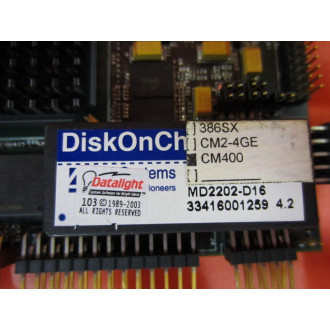 DiskOnCh
] 386SX
] CM2-4GE
CM400
]
ems
ioneers
Datalight
103 © 1989-2003
ALL RIGHTS RESERVED
MD2202-D16
33416001259 4.2